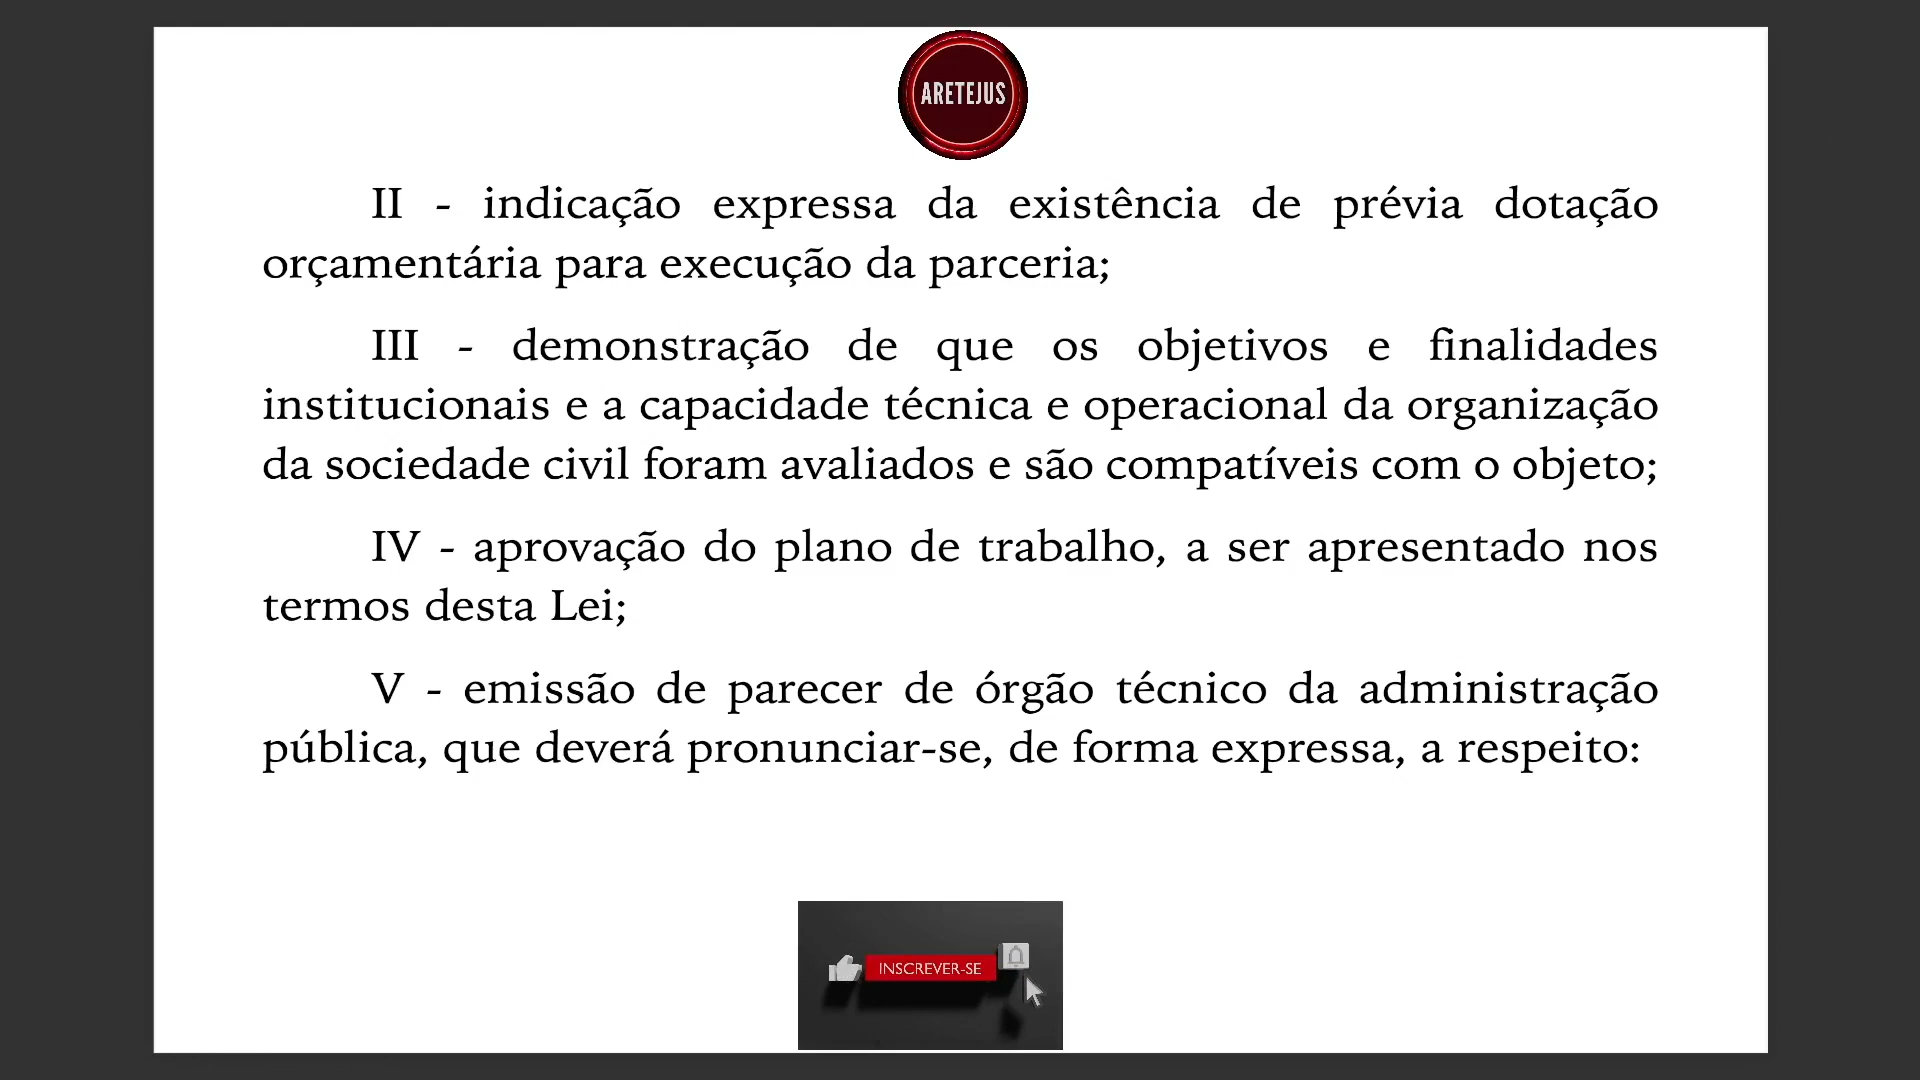 ARETEJUS
II - indicação expressa da existência de prévia dotação
orçamentária para execução da parceria;
III - demonstração de que os objetivos e finalidades
institucionais e a capacidade técnica e operacional da organização
da sociedade civil foram avaliados e são compatíveis com o objeto;
IV - aprovação do plano de trabalho, a ser apresentado nos
termos desta Lei;
V - emissão de parecer de órgão técnico da administração
pública, que deverá pronunciar-se, de forma expressa, a respeito:
INSCREVER-SE